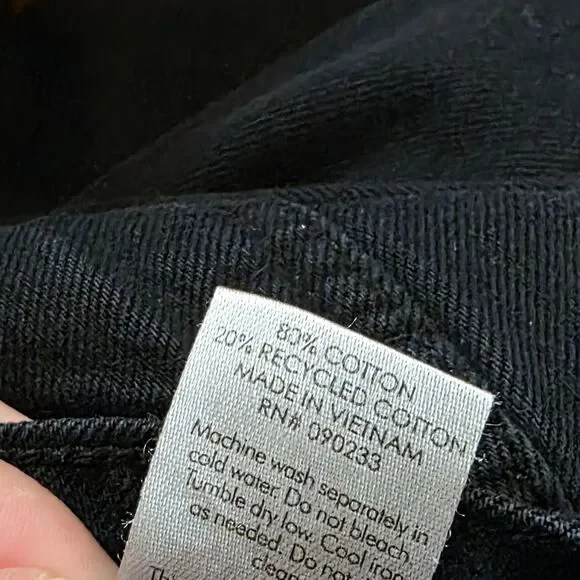 80% COTTON
20% RECYCLED COTTON
MADE IN VIETNAM
RN# 090233
Machine wash separately in
cold water. Do not bleach.
Tumble dry low. Cool iron
as needed. Do not